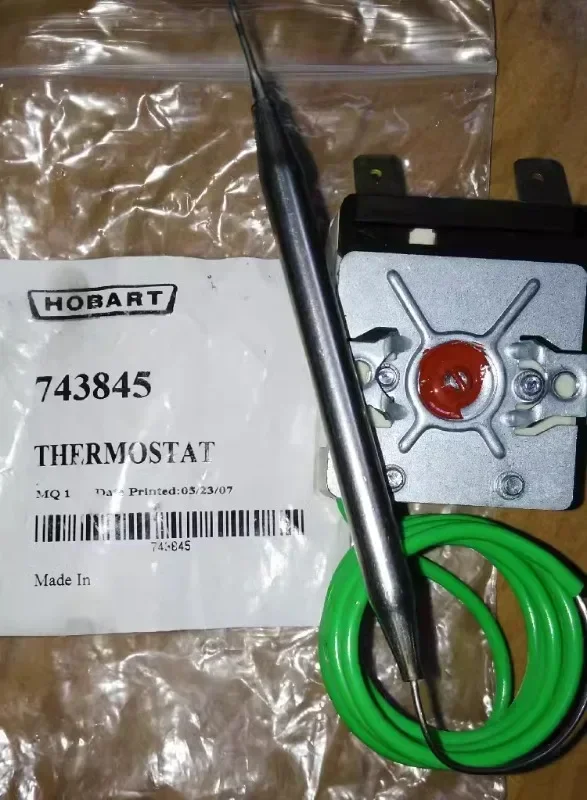 HOBART
743845
THERMOSTAT
MQ 1 Date Printed:03/23/07
743845
Made In